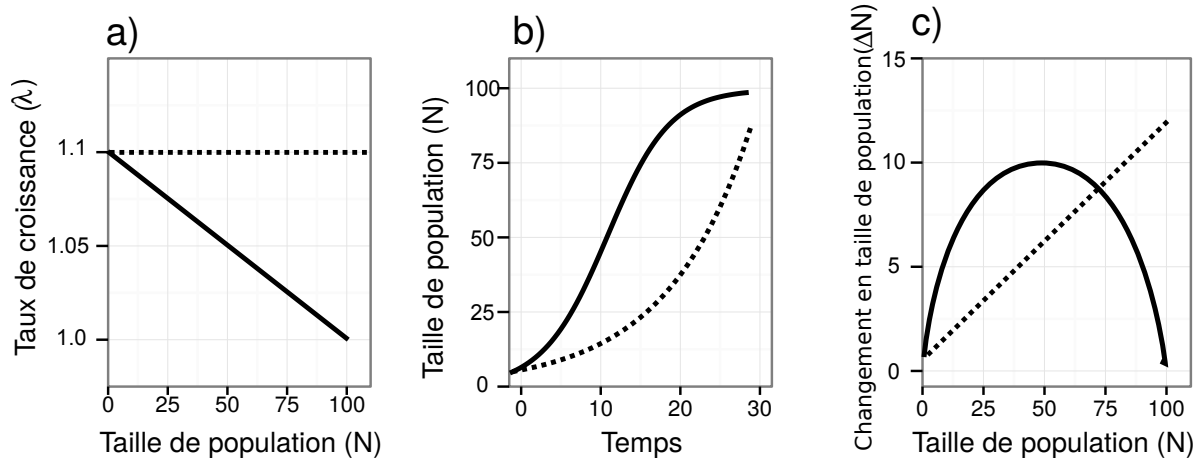 a)
Taux de croissance (λ)
1.1
1.05
1.0
0 25 50 75 100
Taille de population (N)
b)
Taille de population (N)
100
75
50
25
0
0 10 20 30
Temps
c)
Changement en taille de population(ΔN)
15
10
5
0
0 25 50 75 100
Taille de population (N)